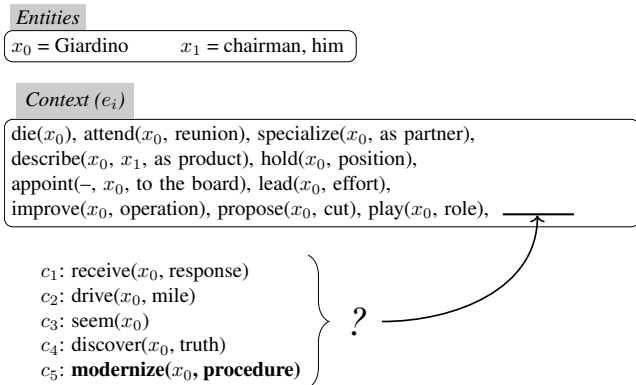 Entities
x₀ = Giardino x₁ = chairman, him
Context (eᵢ)
die(x₀), attend(x₀, reunion), specialize(x₀, as partner),
describe(x₀, x₁, as product), hold(x₀, position),
appoint(–, x₀, to the board), lead(x₀, effort),
improve(x₀, operation), propose(x₀, cut), play(x₀, role),
c₁: receive(x₀, response)
c₂: drive(x₀, mile)
c₃: seem(x₀)
c₄: discover(x₀, truth)
c₅: modernize(x₀, procedure)
?